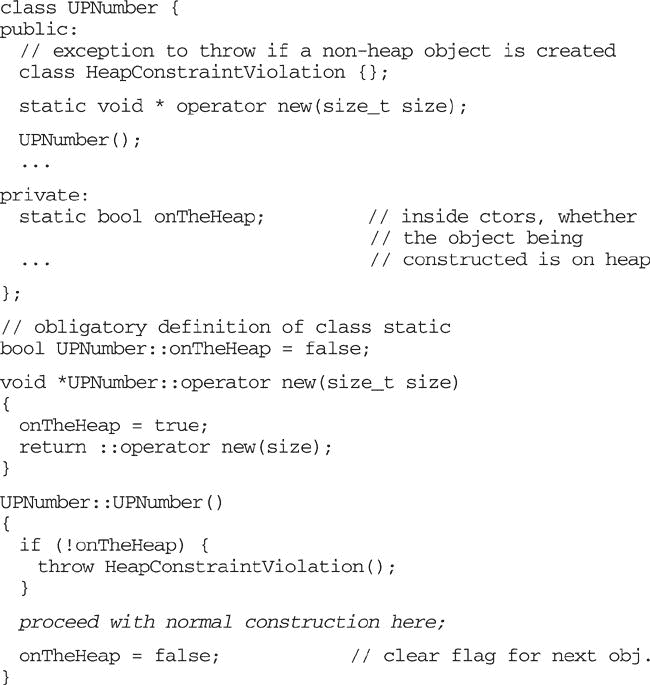 class UPNumber {
public:
  // exception to throw if a non-heap object is created
  class HeapConstraintViolation {};
  static void * operator new(size_t size);
  UPNumber();
  ...
private:
  static bool onTheHeap;         // inside ctors, whether
                                 // the object being
  ...                            // constructed is on heap
};
// obligatory definition of class static
bool UPNumber::onTheHeap = false;
void *UPNumber::operator new(size_t size)
{
  onTheHeap = true;
  return ::operator new(size);
}
UPNumber::UPNumber()
{
  if (!onTheHeap) {
    throw HeapConstraintViolation();
  }
  proceed with normal construction here;
  onTheHeap = false;           // clear flag for next obj.
}